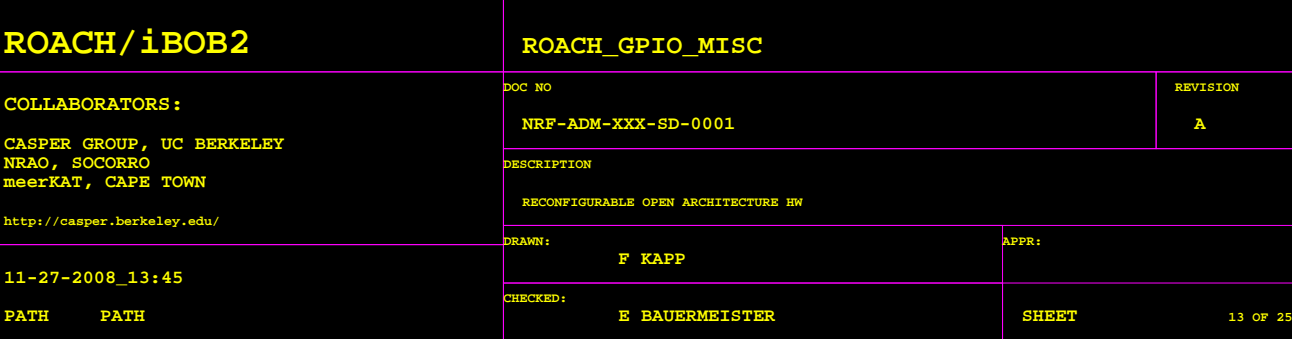 ROACH/iBOB2
COLLABORATORS:
CASPER GROUP, UC BERKELEY
NRAO, SOCORRO
meerKAT, CAPE TOWN
http://casper.berkeley.edu/
11-27-2008_13:45
PATH PATH
ROACH_GPIO_MISC
DOC NO
NRF-ADM-XXX-SD-0001
REVISION
A
DESCRIPTION
RECONFIGURABLE OPEN ARCHITECTURE HW
DRAWN:
F KAPP
APPR:
CHECKED:
E BAUERMEISTER
SHEET 13 OF 25